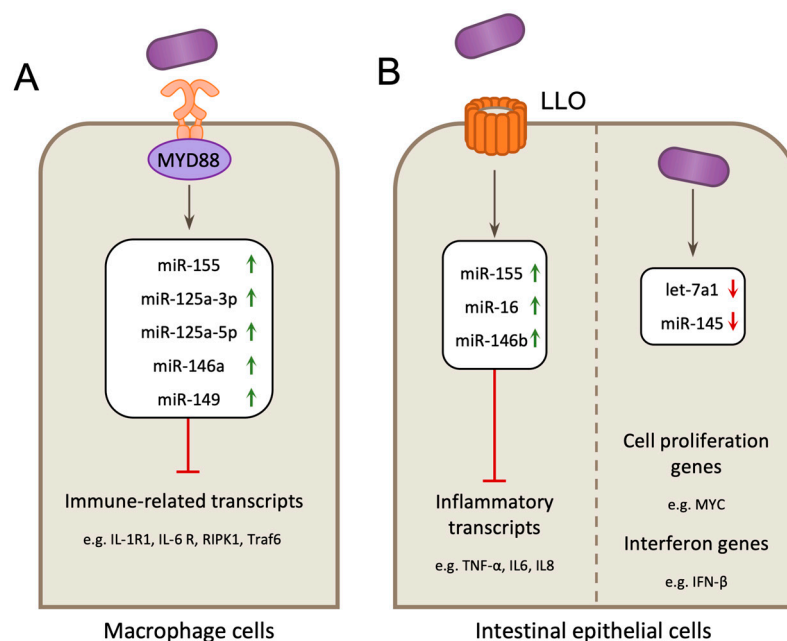 A
MYD88
miR-155 ↑
miR-125a-3p ↑
miR-125a-5p ↑
miR-146a ↑
miR-149 ↑
Immune-related transcripts
e.g. IL-1R1, IL-6 R, RIPK1, Traf6
Macrophage cells
B
LLO
miR-155 ↑
miR-16 ↑
miR-146b ↑
Inflammatory
transcripts
e.g. TNF-α, IL6, IL8
let-7a1 ↓
miR-145 ↓
Cell proliferation
genes
e.g. MYC
Interferon genes
e.g. IFN-β
Intestinal epithelial cells